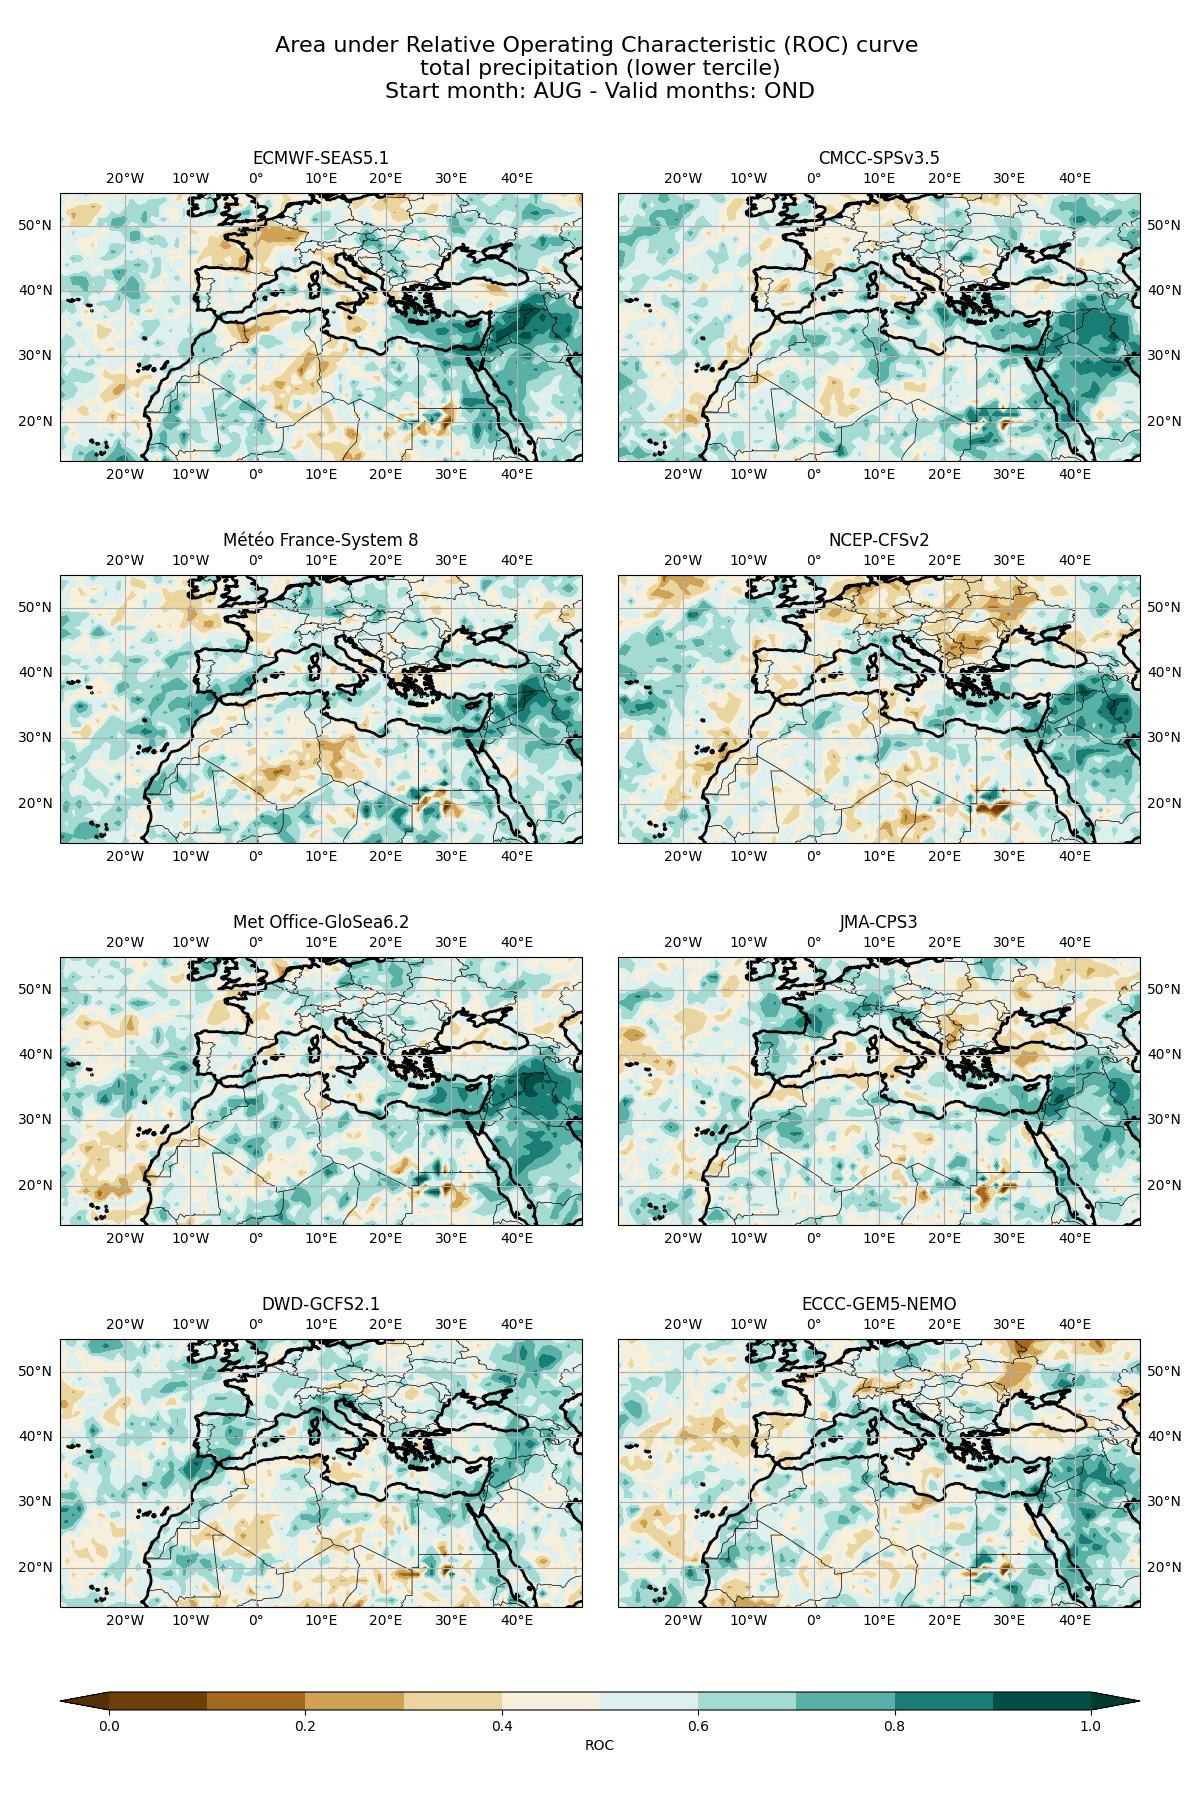 Area under Relative Operating Characteristic (ROC) curve
total precipitation (lower tercile)
Start month: AUG - Valid months: OND
ECMWF-SEAS5.1
20°W 10°W 0° 10°E 20°E 30°E 40°E
50°N
40°N
30°N
20°N
20°W 10°W 0° 10°E 20°E 30°E 40°E
CMCC-SPSv3.5
20°W 10°W 0° 10°E 20°E 30°E 40°E
50°N
40°N
30°N
20°N
20°W 10°W 0° 10°E 20°E 30°E 40°E
Météo France-System 8
20°W 10°W 0° 10°E 20°E 30°E 40°E
50°N
40°N
30°N
20°N
20°W 10°W 0° 10°E 20°E 30°E 40°E
NCEP-CFSv2
20°W 10°W 0° 10°E 20°E 30°E 40°E
50°N
40°N
30°N
20°N
20°W 10°W 0° 10°E 20°E 30°E 40°E
Met Office-GloSea6.2
20°W 10°W 0° 10°E 20°E 30°E 40°E
50°N
40°N
30°N
20°N
20°W 10°W 0° 10°E 20°E 30°E 40°E
JMA-CPS3
20°W 10°W 0° 10°E 20°E 30°E 40°E
50°N
40°N
30°N
20°N
20°W 10°W 0° 10°E 20°E 30°E 40°E
DWD-GCFS2.1
20°W 10°W 0° 10°E 20°E 30°E 40°E
50°N
40°N
30°N
20°N
20°W 10°W 0° 10°E 20°E 30°E 40°E
ECCC-GEM5-NEMO
20°W 10°W 0° 10°E 20°E 30°E 40°E
50°N
40°N
30°N
20°N
20°W 10°W 0° 10°E 20°E 30°E 40°E
0.0 0.2 0.4 0.6 0.8 1.0
ROC